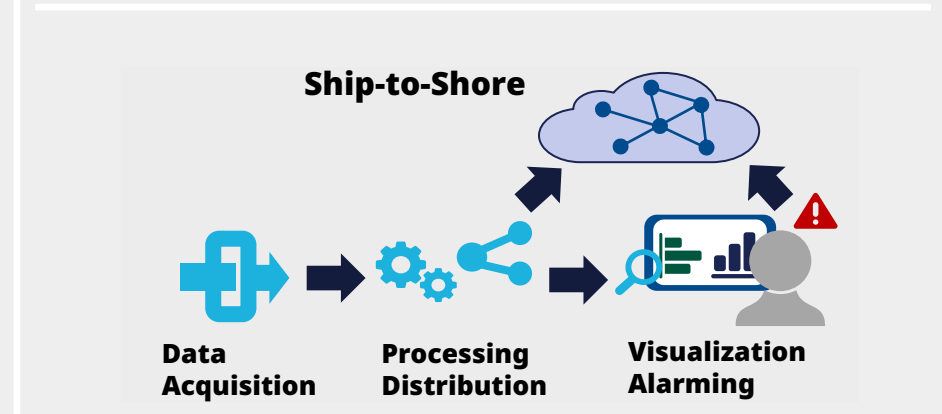 Ship-to-Shore
Data
Acquisition
Processing
Distribution
Visualization
Alarming